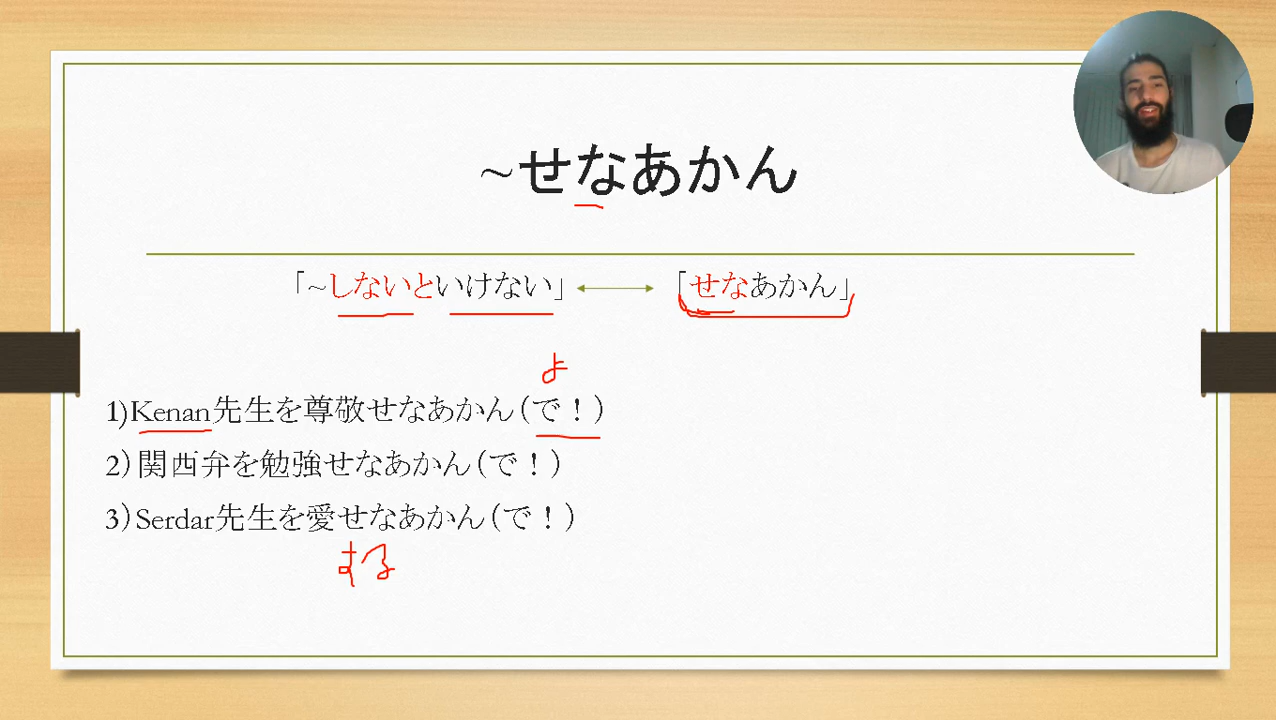 ~せなあかん
「~しないといけない」 「せなあかん」
よ
1)Kenan先生を尊敬せなあかん(で！)
2)関西弁を勉強せなあかん(で！)
3)Serdar先生を愛せなあかん(で！)
する